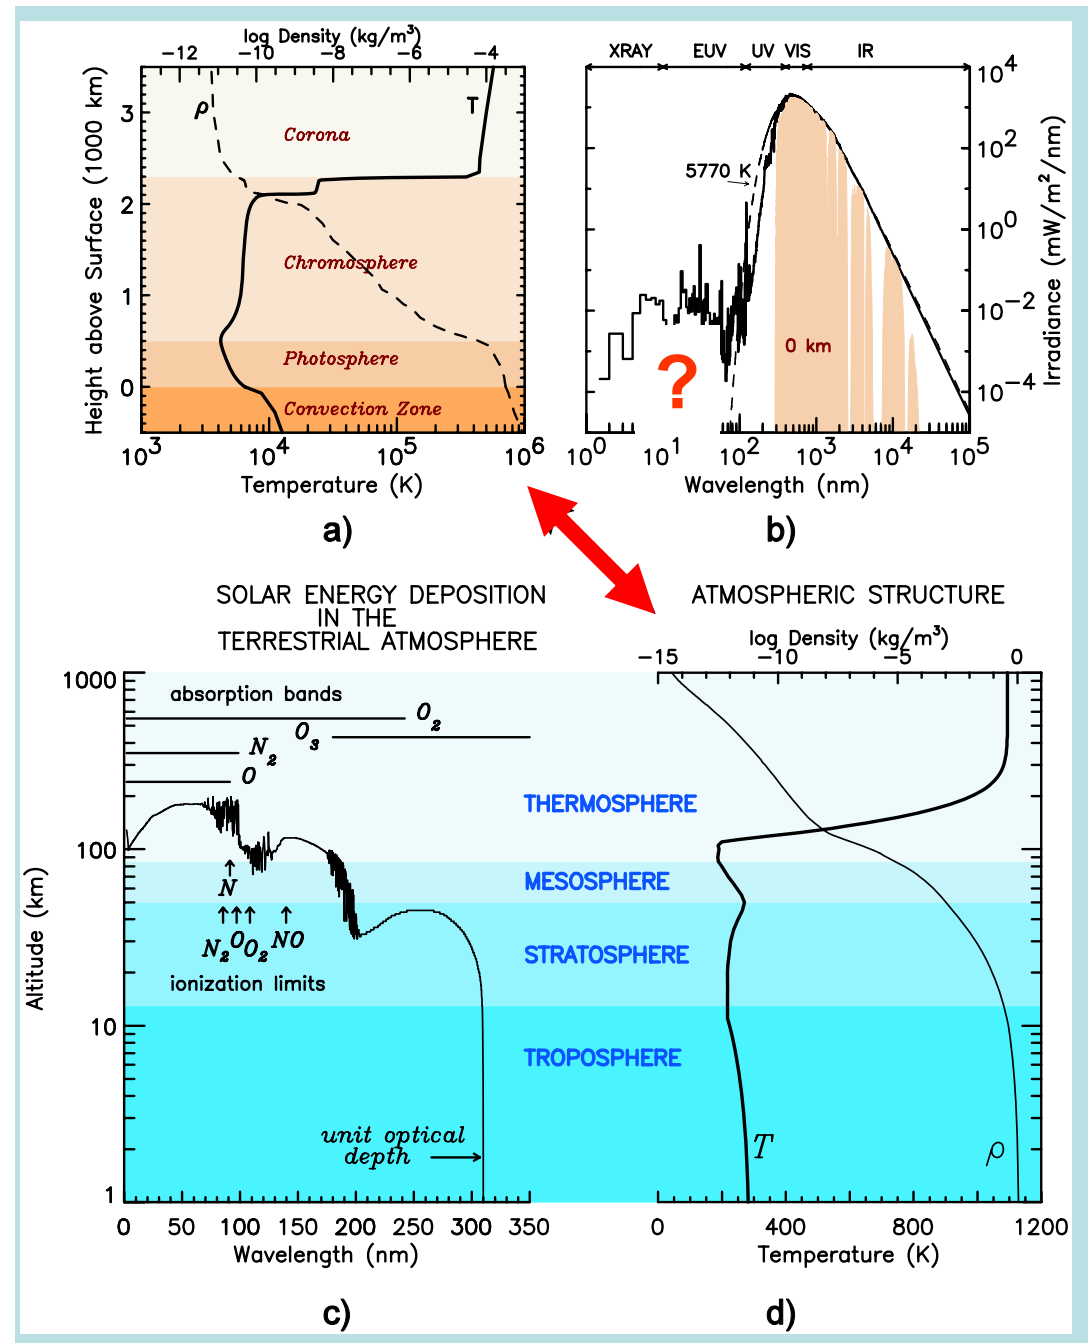 log Density (kg/m³)
−12 −10 −8 −6 −4
Height above Surface (1000 km)
3
2
1
0
ρ
T
Corona
Chromosphere
Photosphere
Convection Zone
10³ 10⁴ 10⁵ 10⁶
Temperature (K)
a)
XRAY EUV UV VIS IR
5770 K
0 km
?
10⁴
10²
10⁰
10⁻²
10⁻⁴
Irradiance (mW/m²/nm)
10⁰ 10¹ 10² 10³ 10⁴ 10⁵
Wavelength (nm)
b)
SOLAR ENERGY DEPOSITION
IN THE
TERRESTRIAL ATMOSPHERE
Altitude (km)
1000
100
10
1
absorption bands
O₂
O₃
N₂
O
N
N₂ O O₂ NO
ionization limits
unit optical
depth
0 50 100 150 200 250 300 350
Wavelength (nm)
c)
THERMOSPHERE
MESOSPHERE
STRATOSPHERE
TROPOSPHERE
ATMOSPHERIC STRUCTURE
log Density (kg/m³)
−15 −10 −5 0
T
ρ
0 400 800 1200
Temperature (K)
d)